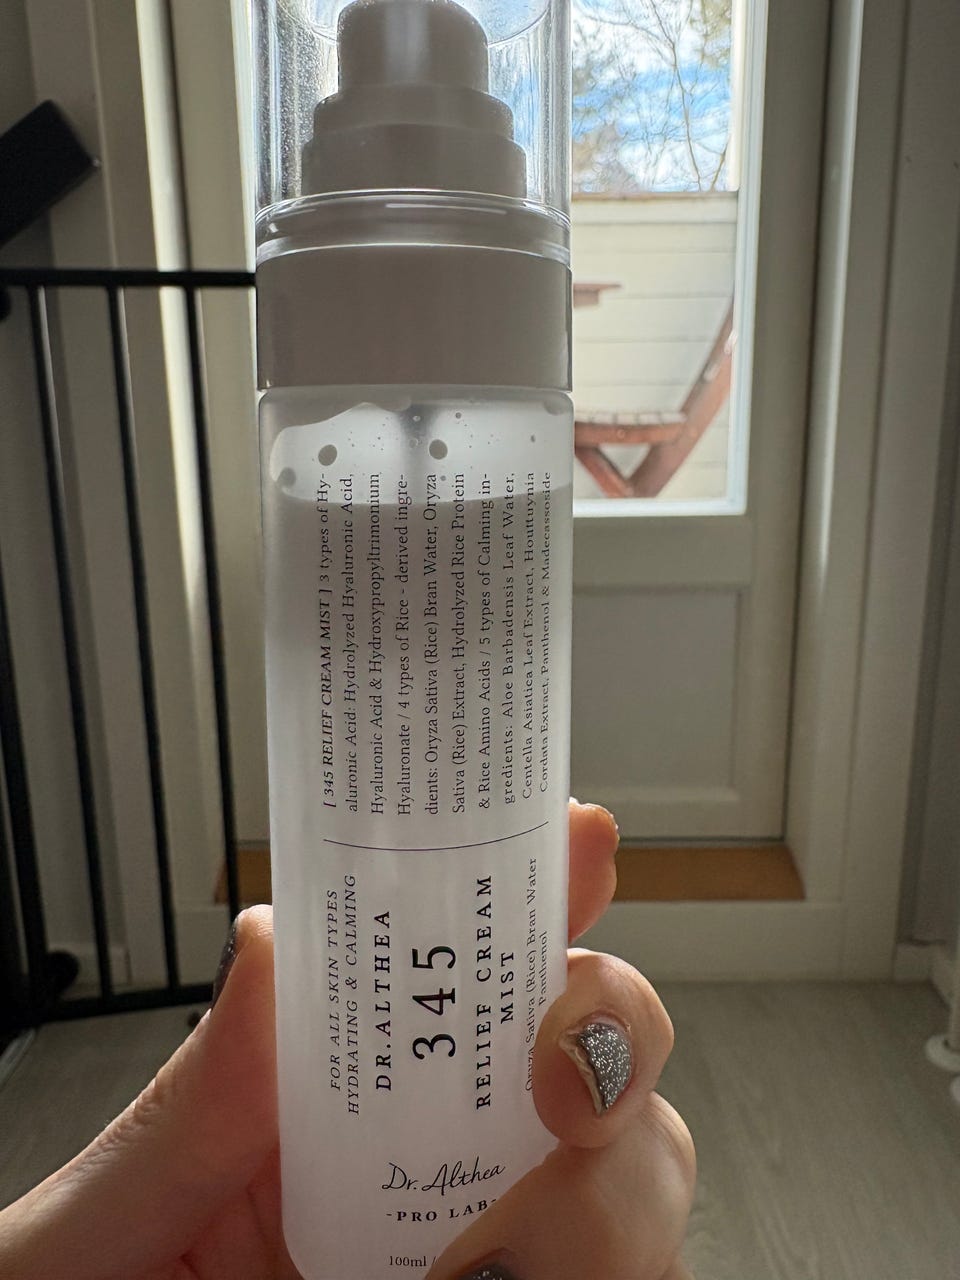 [ 345 RELIEF CREAM MIST ] 3 types of Hy-
aluronic Acid: Hydrolyzed Hyaluronic Acid,
Hyaluronic Acid & Hydroxypropyltrimonium
Hyaluronate / 4 types of Rice - derived ingre-
dients: Oryza Sativa (Rice) Bran Water, Oryza
Sativa (Rice) Extract, Hydrolyzed Rice Protein
& Rice Amino Acids / 5 types of Calming in-
gredients: Aloe Barbadensis Leaf Water,
Centella Asiatica Leaf Extract, Houttuynia
Cordata Extract, Panthenol & Madecassoside
FOR ALL SKIN TYPES
HYDRATING & CALMING
DR.ALTHEA
345
RELIEF CREAM
MIST
Oryza Sativa (Rice) Bran Water
Panthenol
Dr. Althea
-PRO LAB-
100ml /